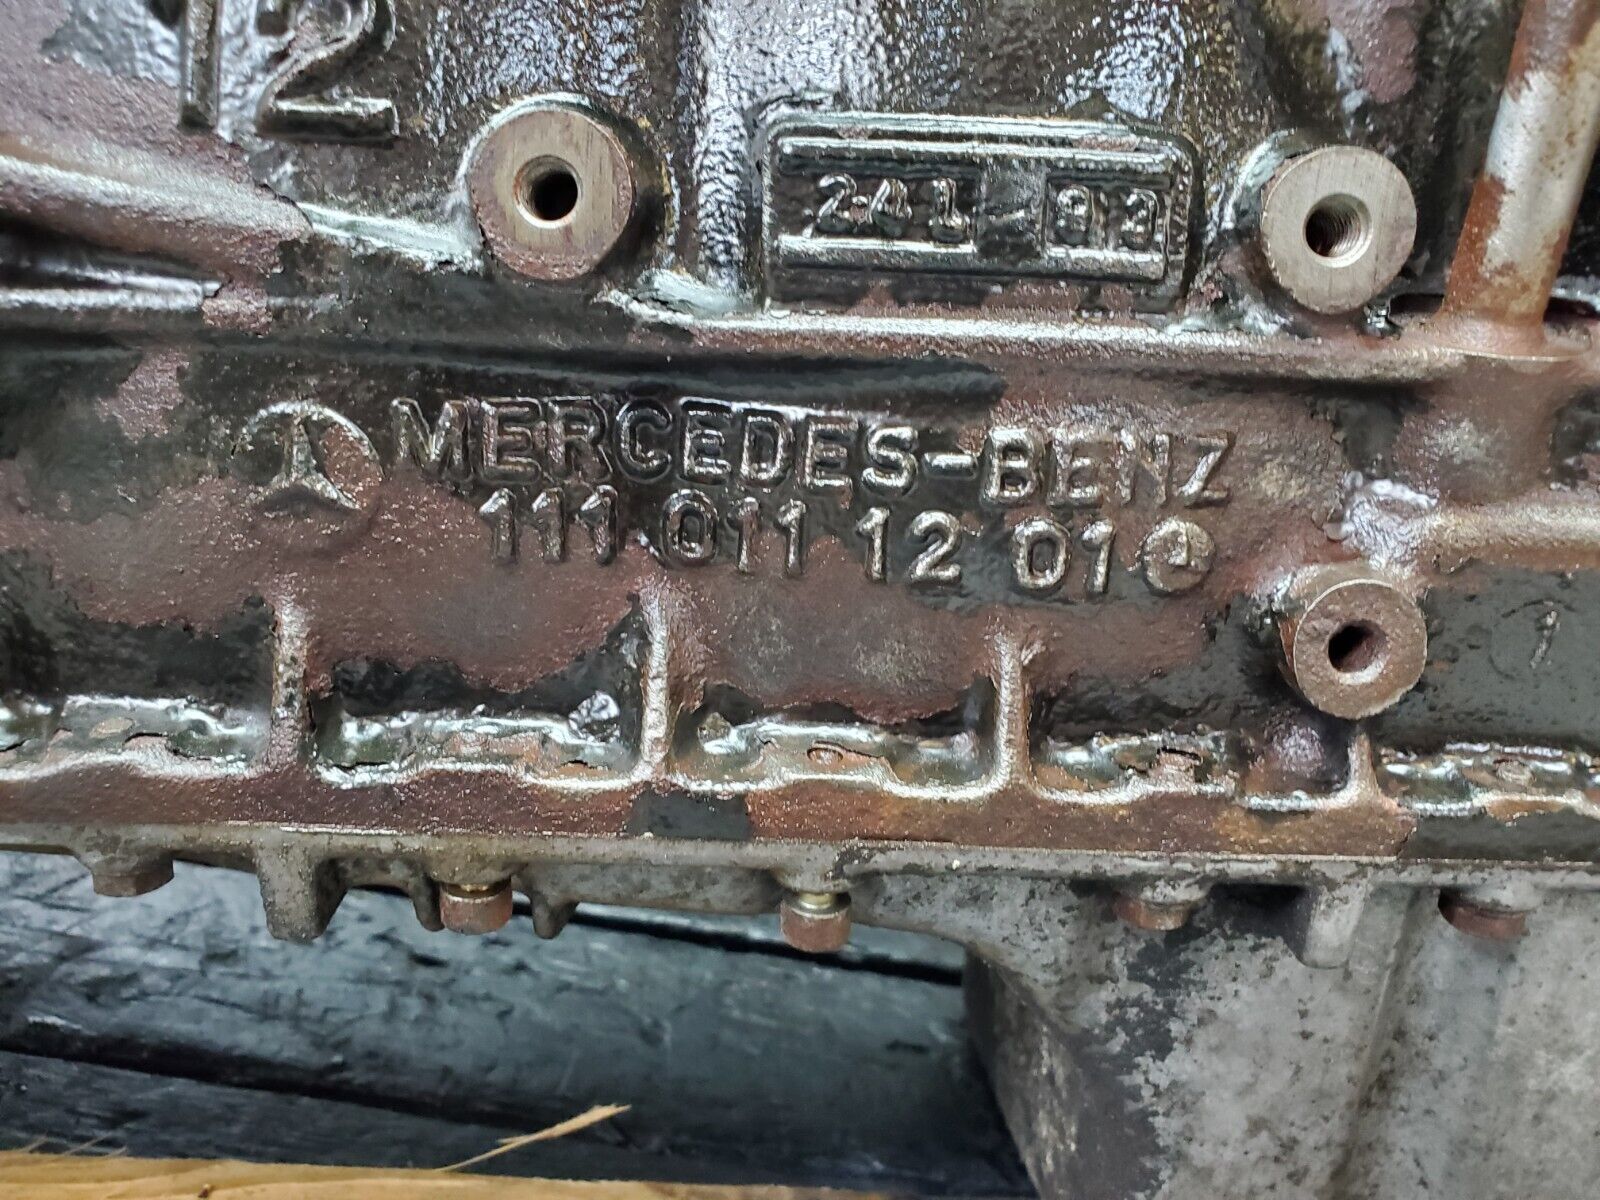 12
241 93
MERCEDES-BENZ
111 011 12 01